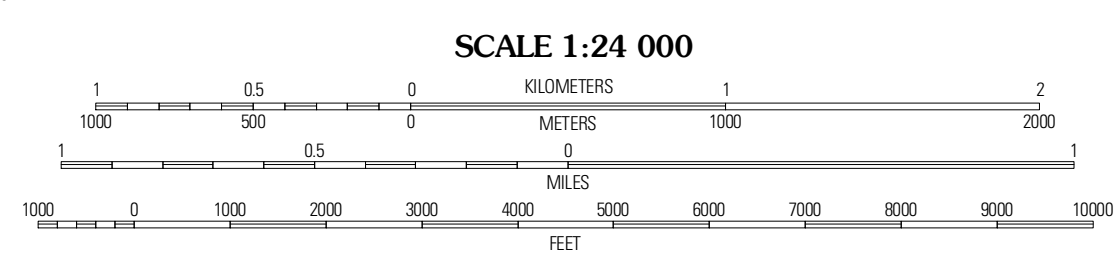 SCALE 1:24 000
1 0.5 0 KILOMETERS 1 2
1000 500 0 METERS 1000 2000
1 0.5 0 1
MILES
1000 0 1000 2000 3000 4000 5000 6000 7000 8000 9000 10000
FEET